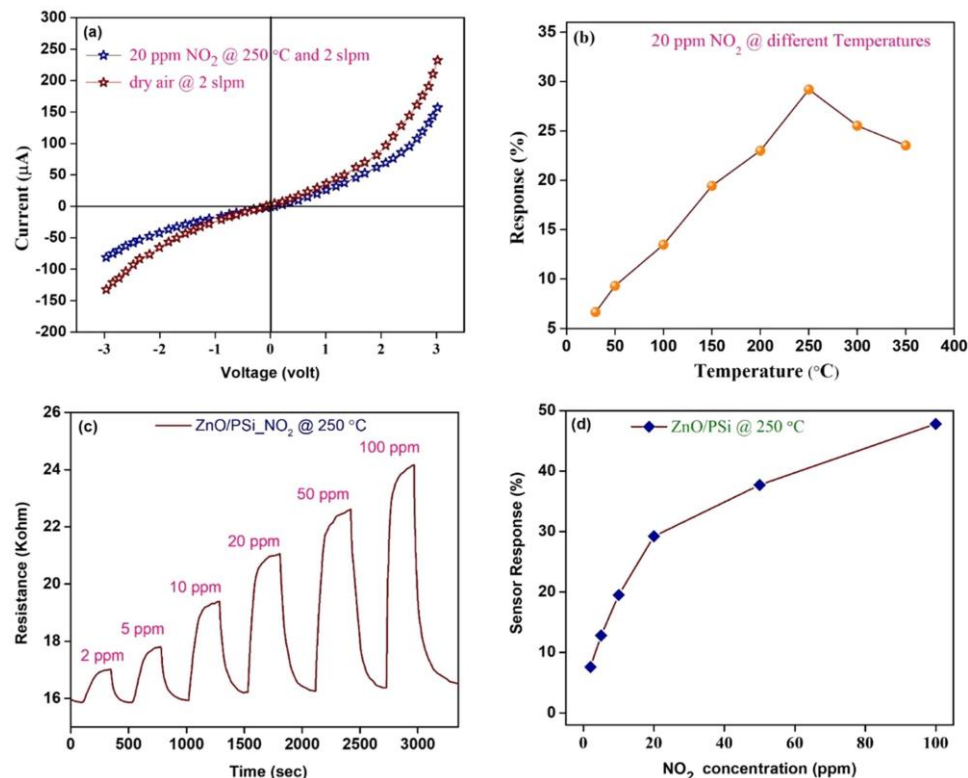 (a)
20 ppm NO₂ @ 250 °C and 2 slpm
dry air @ 2 slpm
300
250
200
150
100
50
0
-50
-100
-150
-200
Current (μA)
-3 -2 -1 0 1 2 3
Voltage (volt)
(b)
20 ppm NO₂ @ different Temperatures
35
30
25
20
15
10
5
Response (%)
0 50 100 150 200 250 300 350 400
Temperature (°C)
(c)
ZnO/PSi_NO₂ @ 250 °C
26
24
22
20
18
16
Resistance (Kohm)
2 ppm
5 ppm
10 ppm
20 ppm
50 ppm
100 ppm
0 500 1000 1500 2000 2500 3000
Time (sec)
(d)
ZnO/PSi @ 250 °C
50
40
30
20
10
0
Sensor Response (%)
0 20 40 60 80 100
NO₂ concentration (ppm)